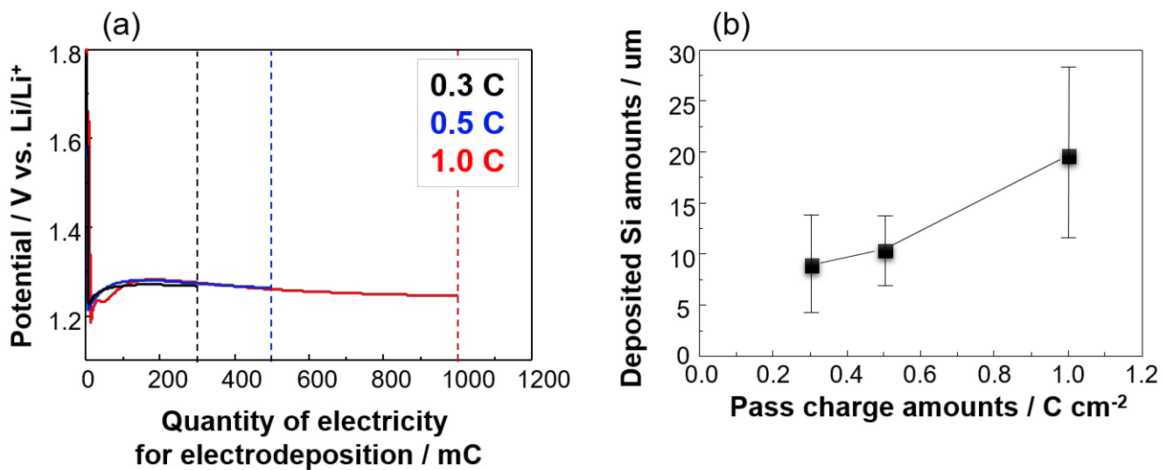 (a)
Potential / V vs. Li/Li⁺
1.8
1.6
1.4
1.2
0.3 C
0.5 C
1.0 C
0 200 400 600 800 1000 1200
Quantity of electricity
for electrodeposition / mC
(b)
Deposited Si amounts / um
30
25
20
15
10
5
0
0.0 0.2 0.4 0.6 0.8 1.0 1.2
Pass charge amounts / C cm⁻²